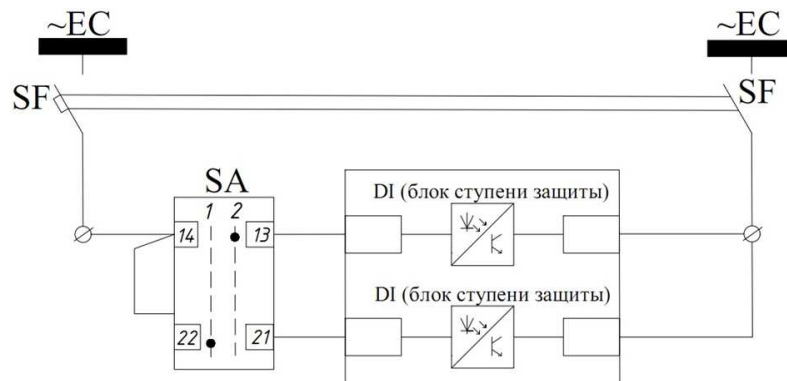 ~EC ~EC
SF SF
SA
DI (блок ступени защиты)
1 2
14 13
DI (блок ступени защиты)
22 21